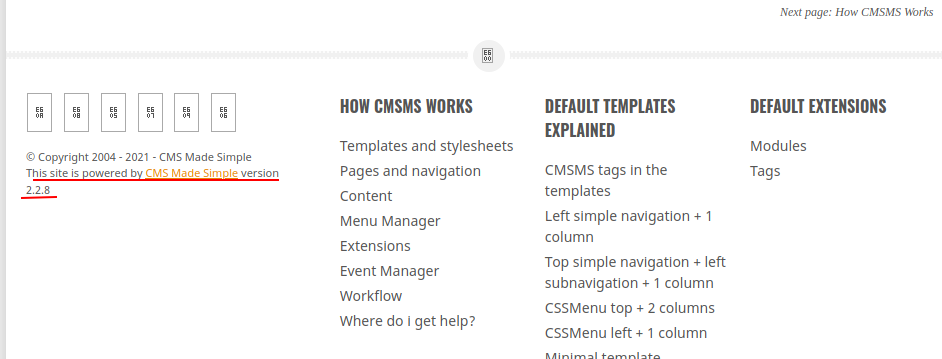 Next page: How CMSMS Works
© Copyright 2004 - 2021 - CMS Made Simple
This site is powered by CMS Made Simple version
2.2.8
HOW CMSMS WORKS
Templates and stylesheets
Pages and navigation
Content
Menu Manager
Extensions
Event Manager
Workflow
Where do i get help?
DEFAULT TEMPLATES
EXPLAINED
CMSMS tags in the
templates
Left simple navigation + 1
column
Top simple navigation + left
subnavigation + 1 column
CSSMenu top + 2 columns
CSSMenu left + 1 column
Minimal template
DEFAULT EXTENSIONS
Modules
Tags